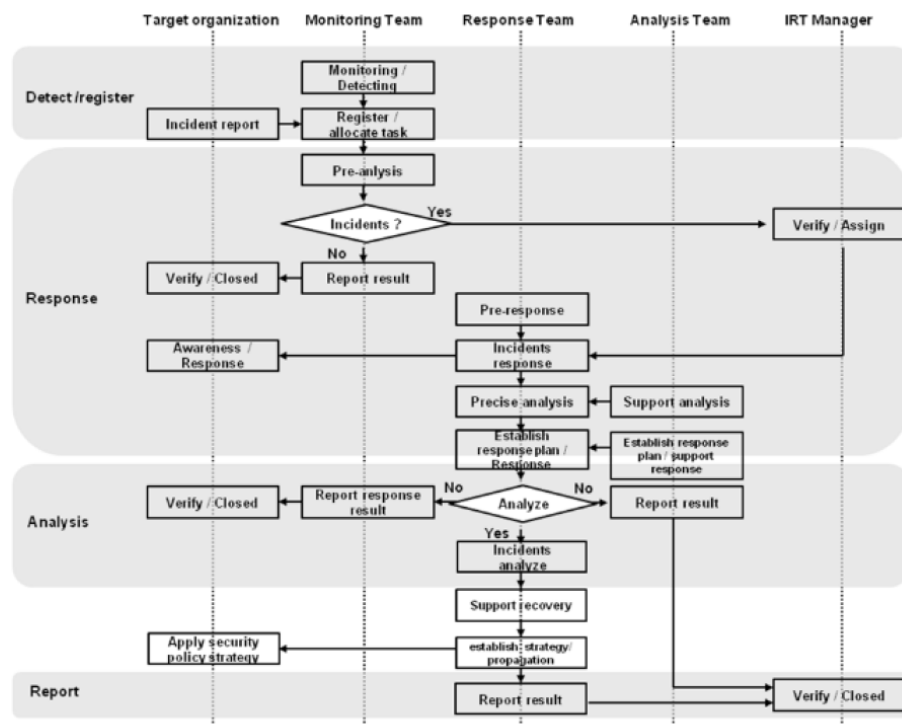 Target organization Monitoring Team Response Team Analysis Team IRT Manager
Detect /register
Monitoring /
Detecting
Incident report
Register /
allocate task
Response
Pre-anlysis
Incidents ?
Yes
Verify / Assign
No
Verify / Closed
Report result
Pre-response
Awareness /
Response
Incidents
response
Precise analysis
Support analysis
Establish
response plan /
Response
Establish response
plan / support
response
Analysis
Verify / Closed
Report response
result
No
Analyze
No
Report result
Yes
Incidents
analyze
Support recovery
Apply security
policy strategy
establish strategy/
propagation
Report
Report result
Verify / Closed